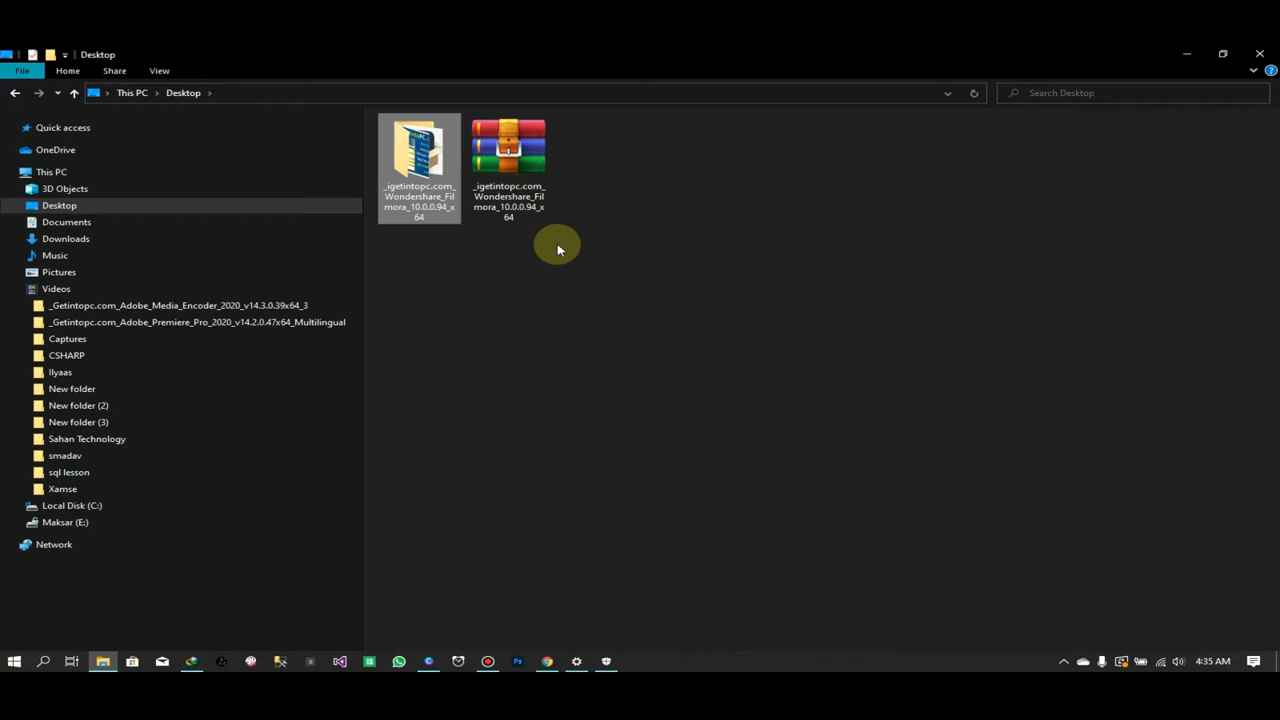 Desktop
File
Home
Share
View
This PC
Desktop
Search Desktop
Quick access
OneDrive
This PC
3D Objects
Desktop
Documents
Downloads
Music
Pictures
Videos
_Getintopc.com_Adobe_Media_Encoder_2020_v14.3.0.39x64_3
_Getintopc.com_Adobe_Premiere_Pro_2020_v14.2.0.47x64_Multilingual
Captures
CSHARP
Ilyaas
New folder
New folder (2)
New folder (3)
Sahan Technology
smadav
sql lesson
Xamse
Local Disk (C:)
Maksar (E:)
Network
_igetintopc.com_
Wondershare_Fil
mora_10.0.0.94_x
64
_igetintopc.com_
Wondershare_Fil
mora_10.0.0.94_x
64
Ps
4:35 AM